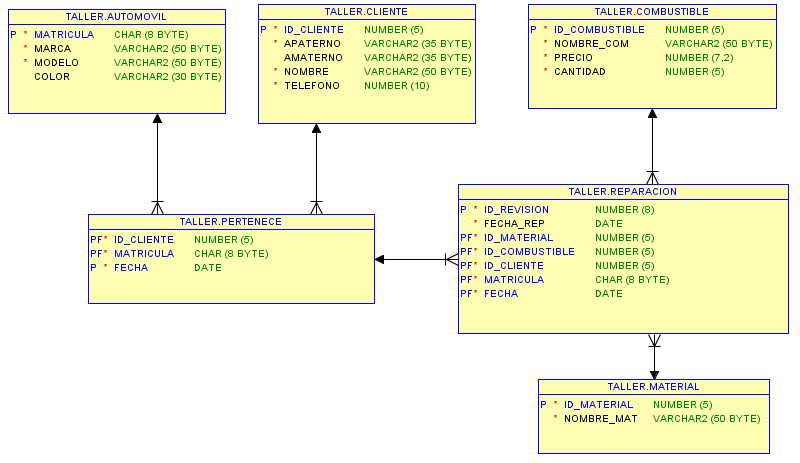 TALLER.AUTOMOVIL
P * MATRICULA CHAR (8 BYTE)
* MARCA VARCHAR2 (50 BYTE)
* MODELO VARCHAR2 (50 BYTE)
COLOR VARCHAR2 (30 BYTE)
TALLER.CLIENTE
P * ID_CLIENTE NUMBER (5)
* APATERNO VARCHAR2 (35 BYTE)
AMATERNO VARCHAR2 (35 BYTE)
* NOMBRE VARCHAR2 (50 BYTE)
* TELEFONO NUMBER (10)
TALLER.COMBUSTIBLE
P * ID_COMBUSTIBLE NUMBER (5)
* NOMBRE_COM VARCHAR2 (50 BYTE)
* PRECIO NUMBER (7,2)
* CANTIDAD NUMBER (5)
TALLER.PERTENECE
PF* ID_CLIENTE NUMBER (5)
PF* MATRICULA CHAR (8 BYTE)
P * FECHA DATE
TALLER.REPARACION
P * ID_REVISION NUMBER (8)
* FECHA_REP DATE
PF* ID_MATERIAL NUMBER (5)
PF* ID_COMBUSTIBLE NUMBER (5)
PF* ID_CLIENTE NUMBER (5)
PF* MATRICULA CHAR (8 BYTE)
PF* FECHA DATE
TALLER.MATERIAL
P * ID_MATERIAL NUMBER (5)
* NOMBRE_MAT VARCHAR2 (50 BYTE)